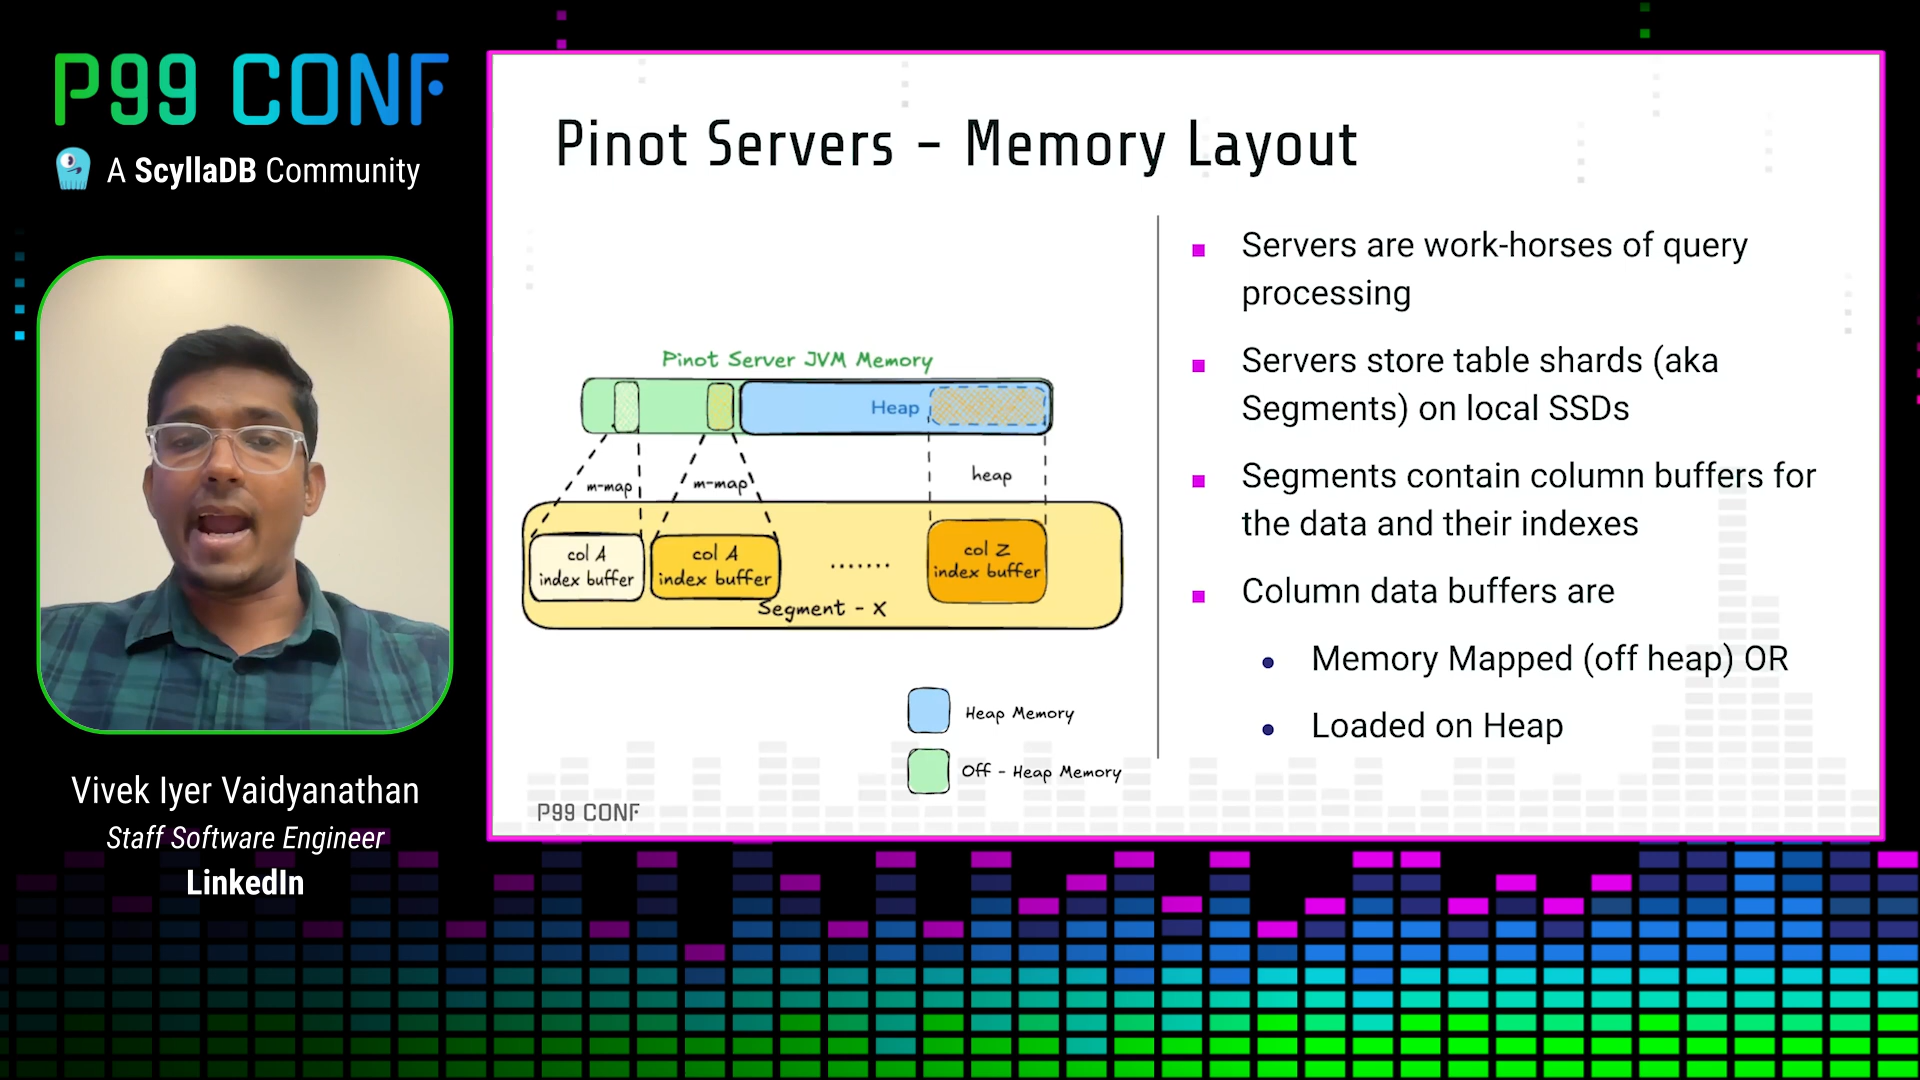 P99 CONF
A ScyllaDB Community
Vivek Iyer Vaidyanathan
Staff Software Engineer
LinkedIn
Pinot Servers – Memory Layout
Pinot Server JVM Memory
Heap
m-map
m-map
heap
col A
index buffer
col A
index buffer
.......
col Z
index buffer
Segment - X
Heap Memory
Off - Heap Memory
P99 CONF
Servers are work-horses of query
processing
Servers store table shards (aka
Segments) on local SSDs
Segments contain column buffers for
the data and their indexes
Column data buffers are
Memory Mapped (off heap) OR
Loaded on Heap